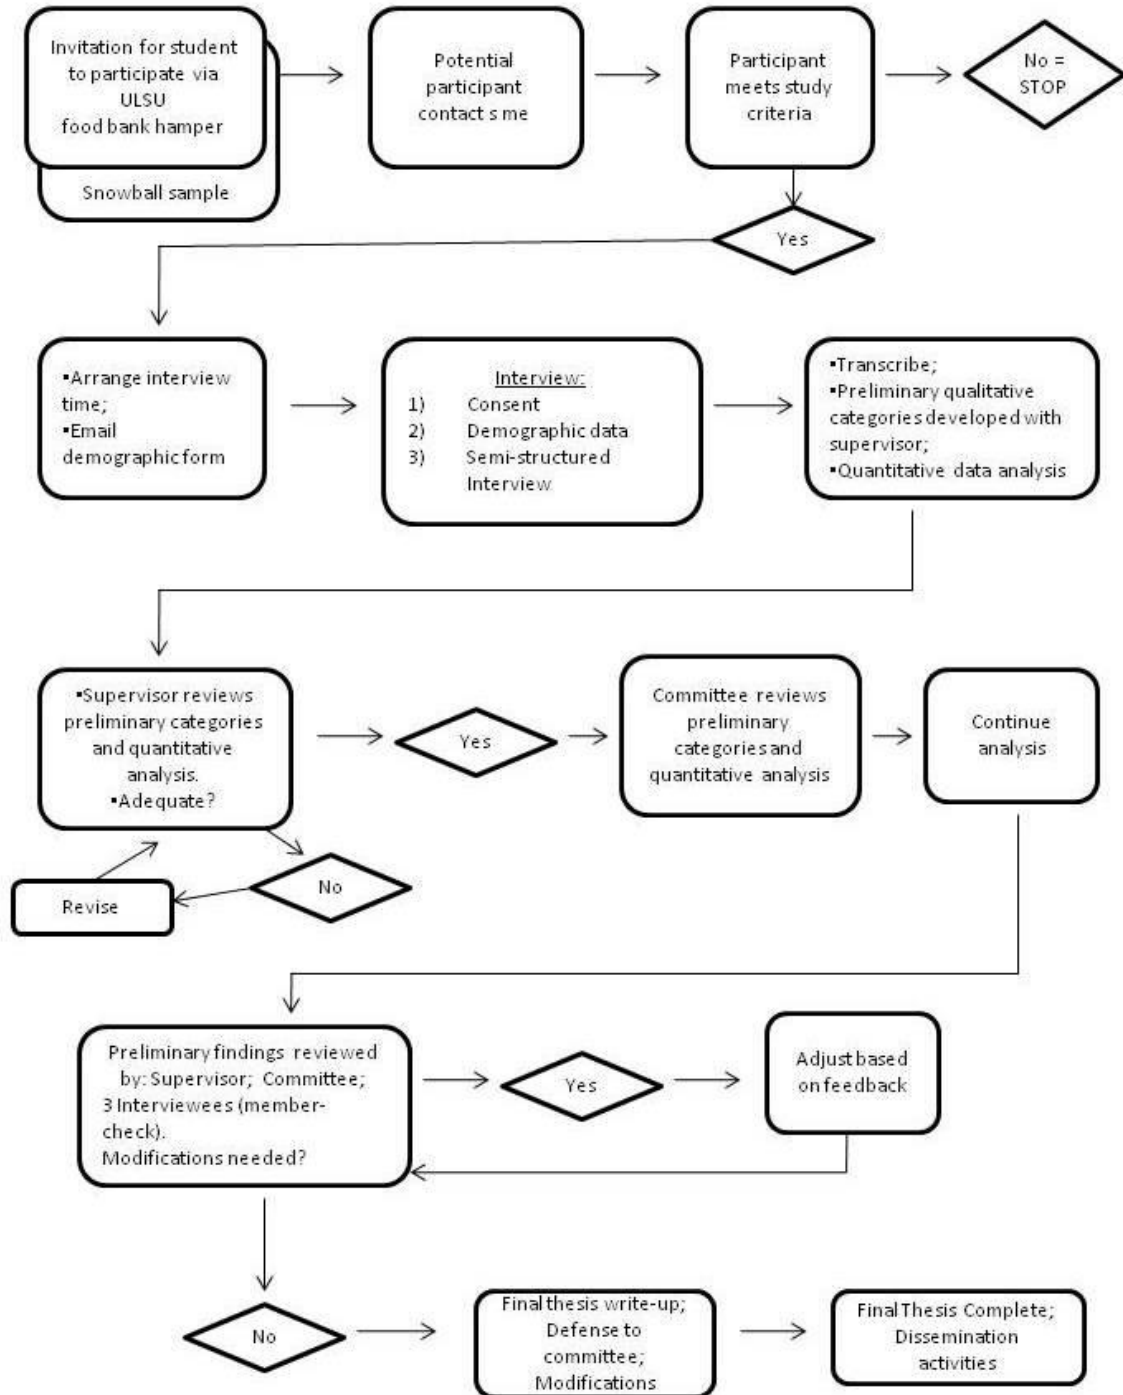 Invitation for student
to participate via
ULSU
food bank hamper
Snowball sample
Potential
participant
contact s me
Participant
meets study
criteria
No =
STOP
Yes
▪Arrange interview
time;
▪Email
demographic form
Interview:
1) Consent
2) Demographic data
3) Semi-structured
Interview
▪Transcribe;
▪Preliminary qualitative
categories developed with
supervisor;
▪Quantitative data analysis
▪Supervisor reviews
preliminary categories
and quantitative
analysis.
▪Adequate?
Yes
Committee reviews
preliminary
categories and
quantitative analysis
Continue
analysis
No
Revise
Preliminary findings reviewed
by: Supervisor; Committee;
3 Interviewees (member-
check).
Modifications needed?
Yes
Adjust based
on feedback
No
Final thesis write-up;
Defense to
committee;
Modifications
Final Thesis Complete;
Dissemination
activities